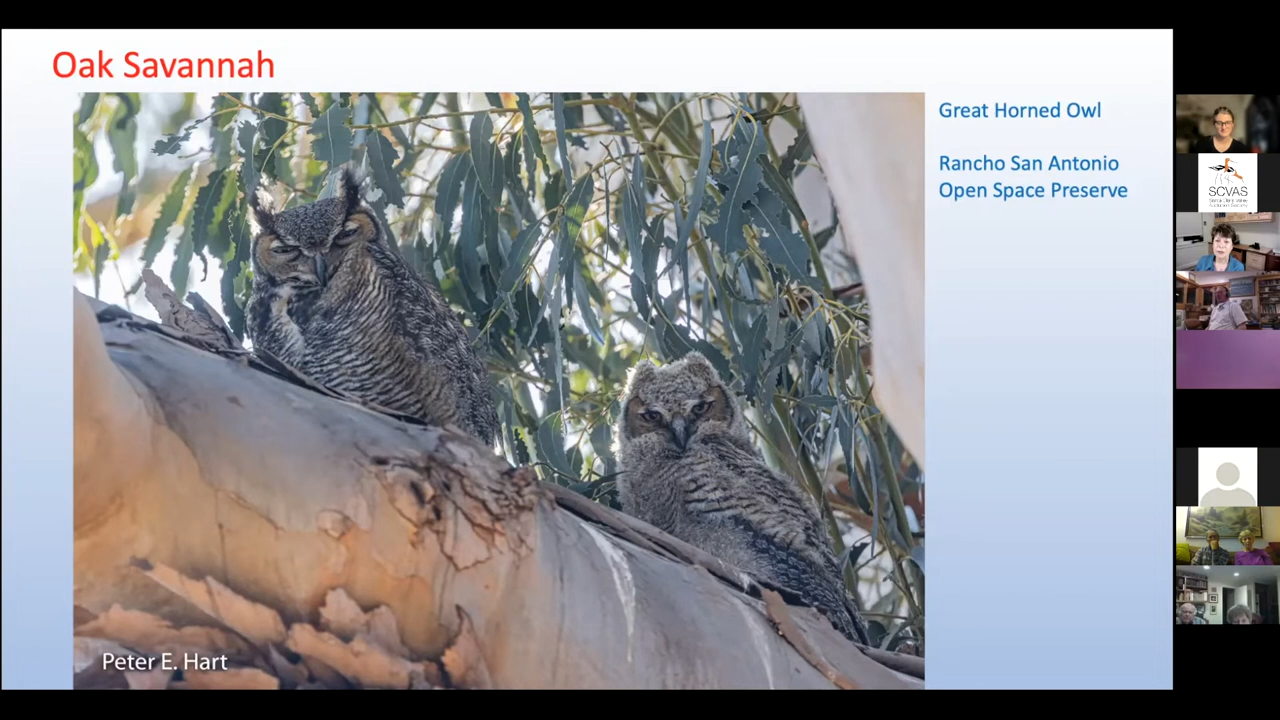 Oak Savannah
Great Horned Owl
Rancho San Antonio
Open Space Preserve
Peter E. Hart
SCVAS